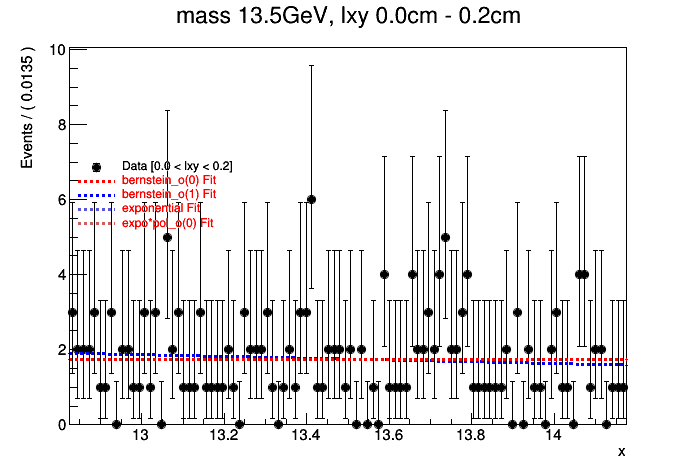 mass 13.5GeV, lxy 0.0cm - 0.2cm
Events / ( 0.0135 )
10
8
6
4
2
0
Data [0.0 < lxy < 0.2]
bernstein_o(0) Fit
bernstein_o(1) Fit
exponential Fit
expo*pol_o(0) Fit
13 13.2 13.4 13.6 13.8 14
x